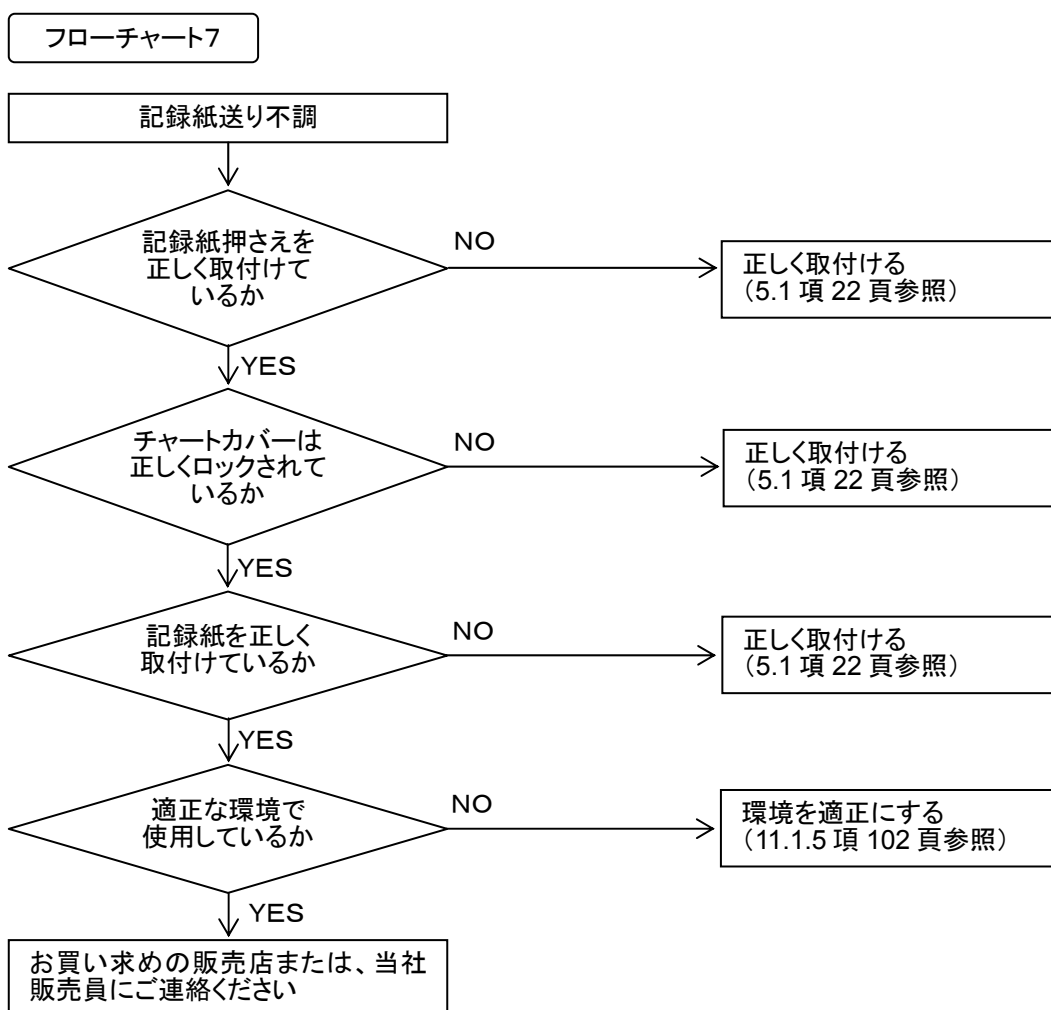 フローチャート7
記録紙送り不調
記録紙押さえを
正しく取付けて
いるか
NO
正しく取付ける
(5.1 項 22 頁参照)
YES
チャートカバーは
正しくロックされて
いるか
NO
正しく取付ける
(5.1 項 22 頁参照)
YES
記録紙を正しく
取付けているか
NO
正しく取付ける
(5.1 項 22 頁参照)
YES
適正な環境で
使用しているか
NO
環境を適正にする
(11.1.5 項 102 頁参照)
YES
お買い求めの販売店または、当社
販売員にご連絡ください